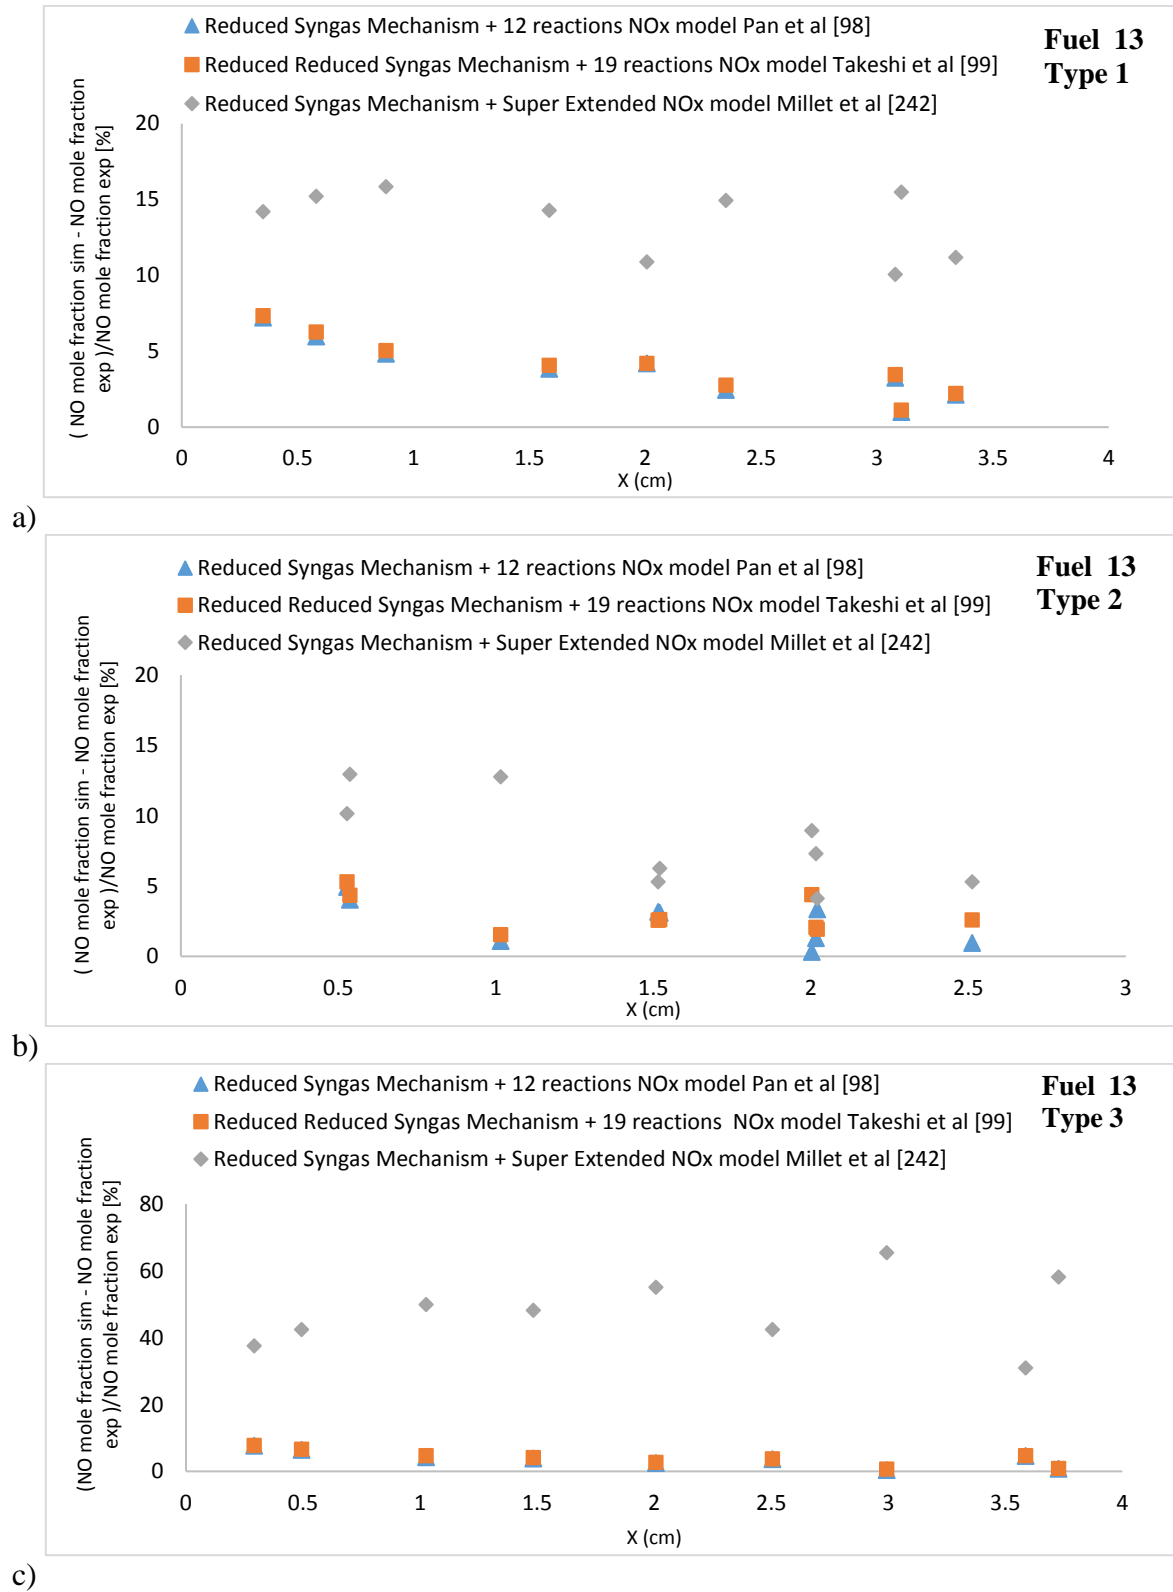 Reduced Syngas Mechanism + 12 reactions NOx model Pan et al [98]
Reduced Reduced Syngas Mechanism + 19 reactions NOx model Takeshi et al [99]
Reduced Syngas Mechanism + Super Extended NOx model Millet et al [242]
Fuel 13
Type 1
( NO mole fraction sim - NO mole fraction
exp )/NO mole fraction exp [%]
20
15
10
5
0
0 0.5 1 1.5 2 2.5 3 3.5 4
X (cm)
a)
Reduced Syngas Mechanism + 12 reactions NOx model Pan et al [98]
Reduced Reduced Syngas Mechanism + 19 reactions NOx model Takeshi et al [99]
Reduced Syngas Mechanism + Super Extended NOx model Millet et al [242]
Fuel 13
Type 2
( NO mole fraction sim - NO mole fraction
exp )/NO mole fraction exp [%]
20
15
10
5
0
0 0.5 1 1.5 2 2.5 3
X (cm)
b)
Reduced Syngas Mechanism + 12 reactions NOx model Pan et al [98]
Reduced Reduced Syngas Mechanism + 19 reactions NOx model Takeshi et al [99]
Reduced Syngas Mechanism + Super Extended NOx model Millet et al [242]
Fuel 13
Type 3
(NO mole fraction sim - NO mole fraction
exp )/NO mole fraction exp [%]
80
60
40
20
0
0 0.5 1 1.5 2 2.5 3 3.5 4
X (cm)
c)